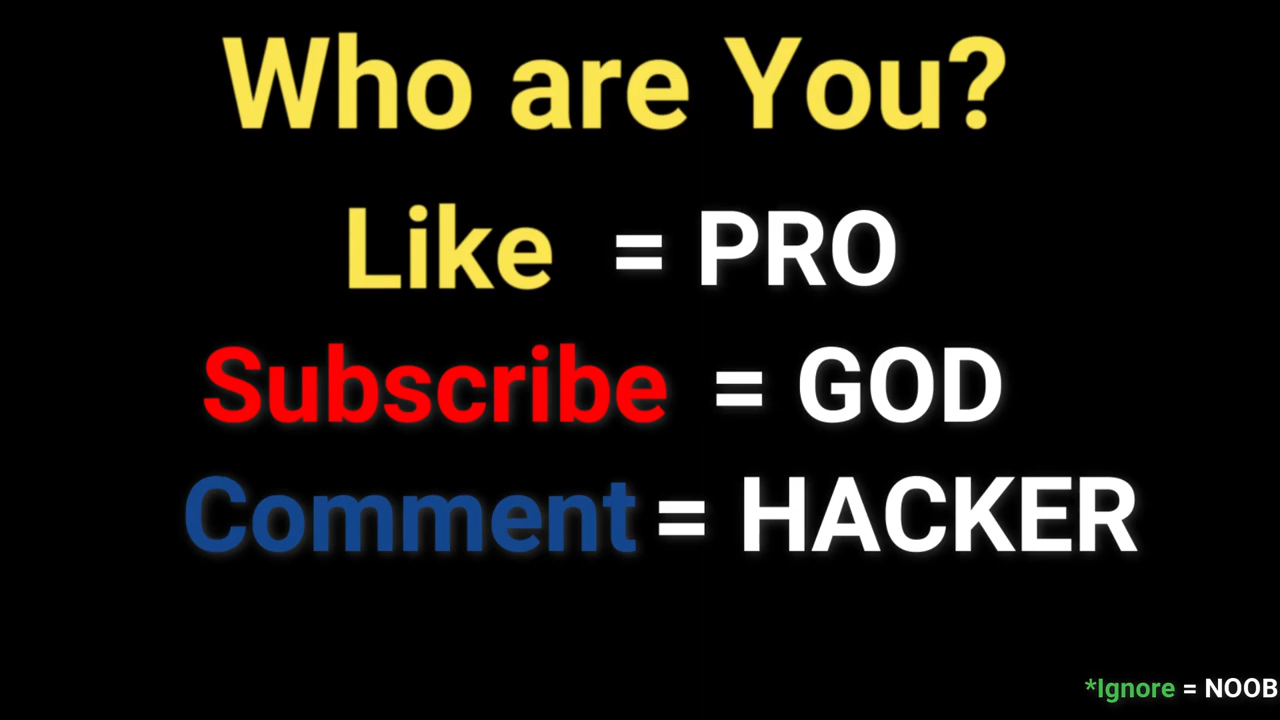 Who are You?
Like = PRO
Subscribe = GOD
Comment = HACKER
*Ignore = NOOB